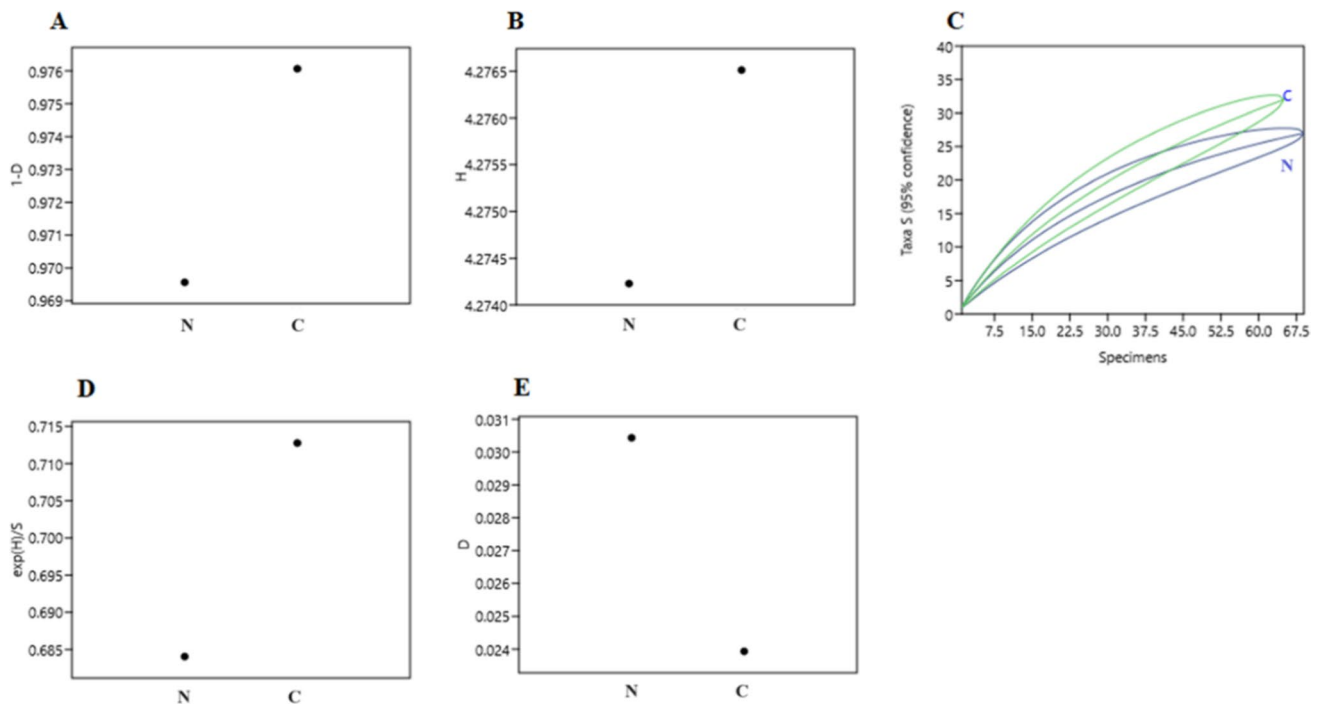 A
0.976
0.975
0.974
0.973
0.972
0.971
0.970
0.969
1-D
N C
B
4.2765
4.2760
4.2755
4.2750
4.2745
4.2740
H
N C
C
40
35
30
25
20
15
10
5
0
Taxa S (95% confidence)
C
N
7.5 15.0 22.5 30.0 37.5 45.0 52.5 60.0 67.5
Specimens
D
0.715
0.710
0.705
0.700
0.695
0.690
0.685
exp(H)/S
N C
E
0.031
0.030
0.029
0.028
0.027
0.026
0.025
0.024
D
N C